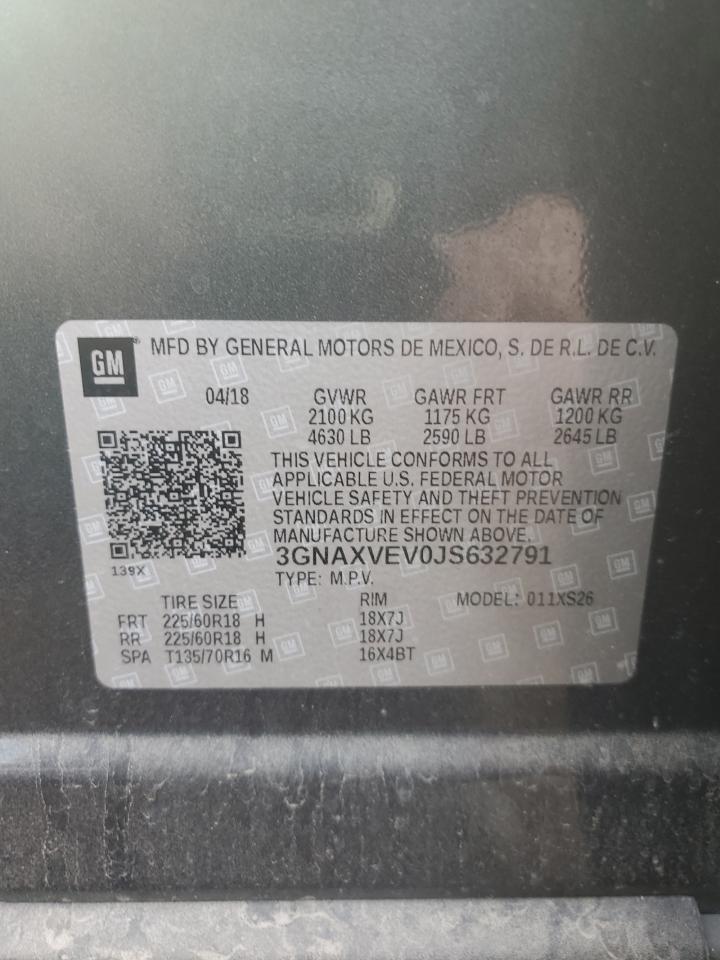 GM ® MFD BY GENERAL MOTORS DE MEXICO, S. DE R.L. DE C.V.
04/18 GVWR GAWR FRT GAWR RR
2100 KG 1175 KG 1200 KG
4630 LB 2590 LB 2645 LB
THIS VEHICLE CONFORMS TO ALL
APPLICABLE U.S. FEDERAL MOTOR
VEHICLE SAFETY AND THEFT PREVENTION
STANDARDS IN EFFECT ON THE DATE OF
MANUFACTURE SHOWN ABOVE.
3GNAXVEV0JS632791
139X
TYPE: M.P.V.
TIRE SIZE RIM MODEL: 011XS26
FRT 225/60R18 H 18X7J
RR 225/60R18 H 18X7J
SPA T135/70R16 M 16X4BT